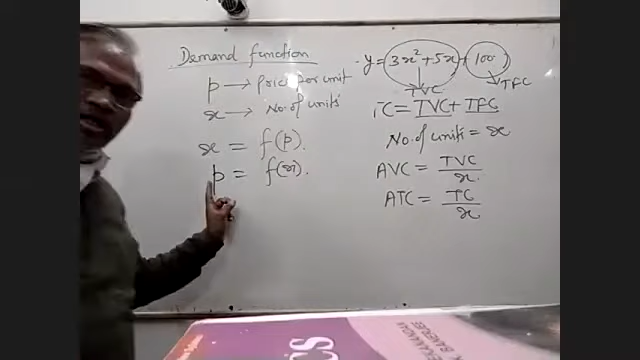 Demand function
p → price per unit
x → No. of units
x = f(p).
p = f(x).
y = 3x² + 5x + 100
TVC
TFC
TC = TVC + TFC
No. of units = x
AVC = TVC / x
ATC = TC / x
BANERJEE